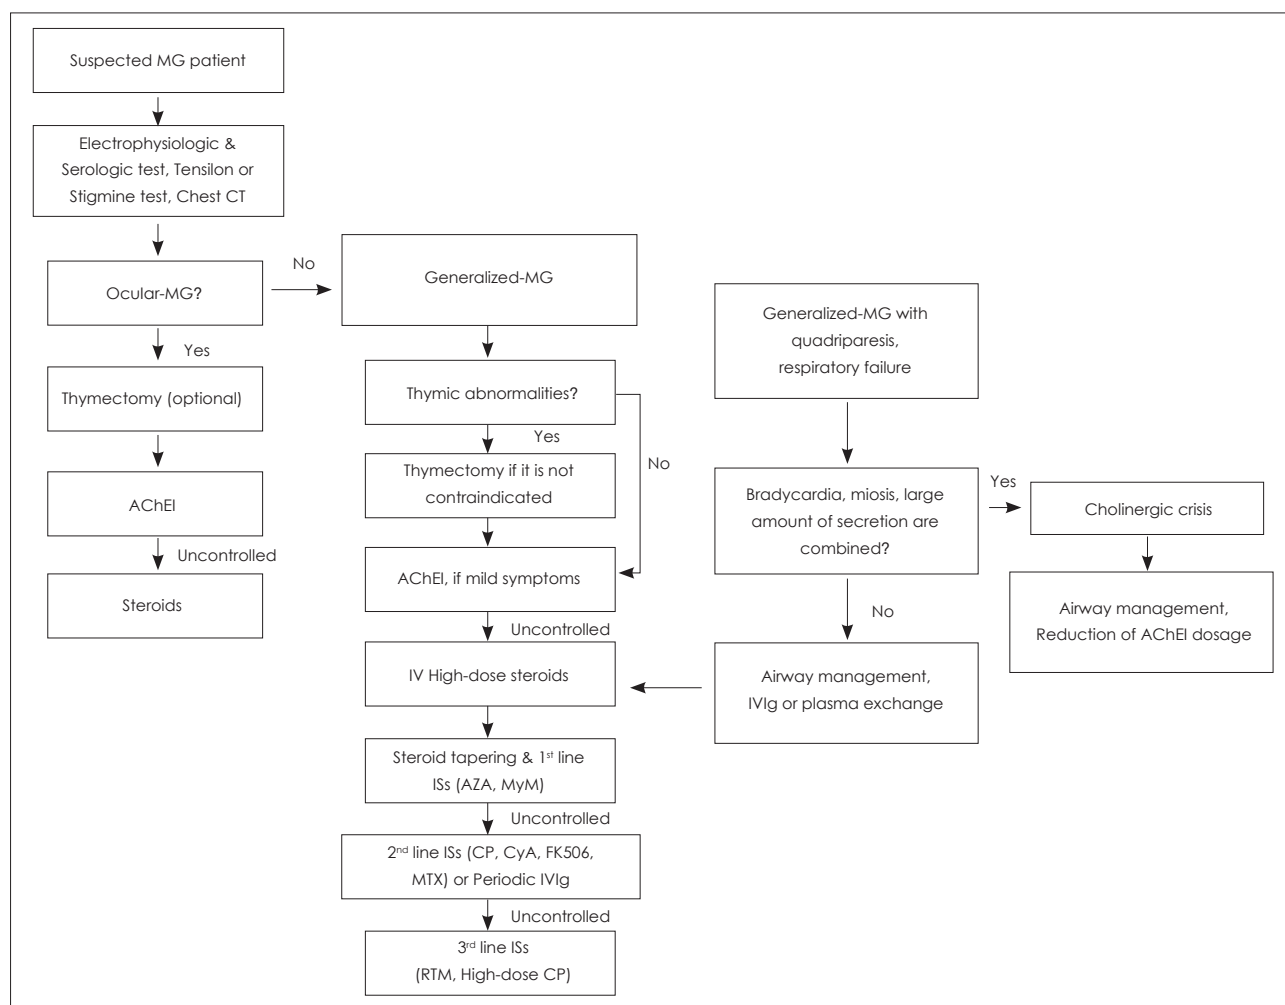 Suspected MG patient
Electrophysiologic &
Serologic test, Tensilon or
Stigmine test, Chest CT
Ocular-MG?
No
Yes
Thymectomy (optional)
AChEI
Uncontrolled
Steroids
Generalized-MG
Thymic abnormalities?
Yes
No
Thymectomy if it is not
contraindicated
AChEI, if mild symptoms
Uncontrolled
IV High-dose steroids
Steroid tapering & 1st line
ISs (AZA, MyM)
Uncontrolled
2nd line ISs (CP, CyA, FK506,
MTX) or Periodic IVIg
Uncontrolled
3rd line ISs
(RTM, High-dose CP)
Generalized-MG with
quadriparesis,
respiratory failure
Bradycardia, miosis, large
amount of secretion are
combined?
Yes
No
Airway management,
IVIg or plasma exchange
Cholinergic crisis
Airway management,
Reduction of AChEI dosage